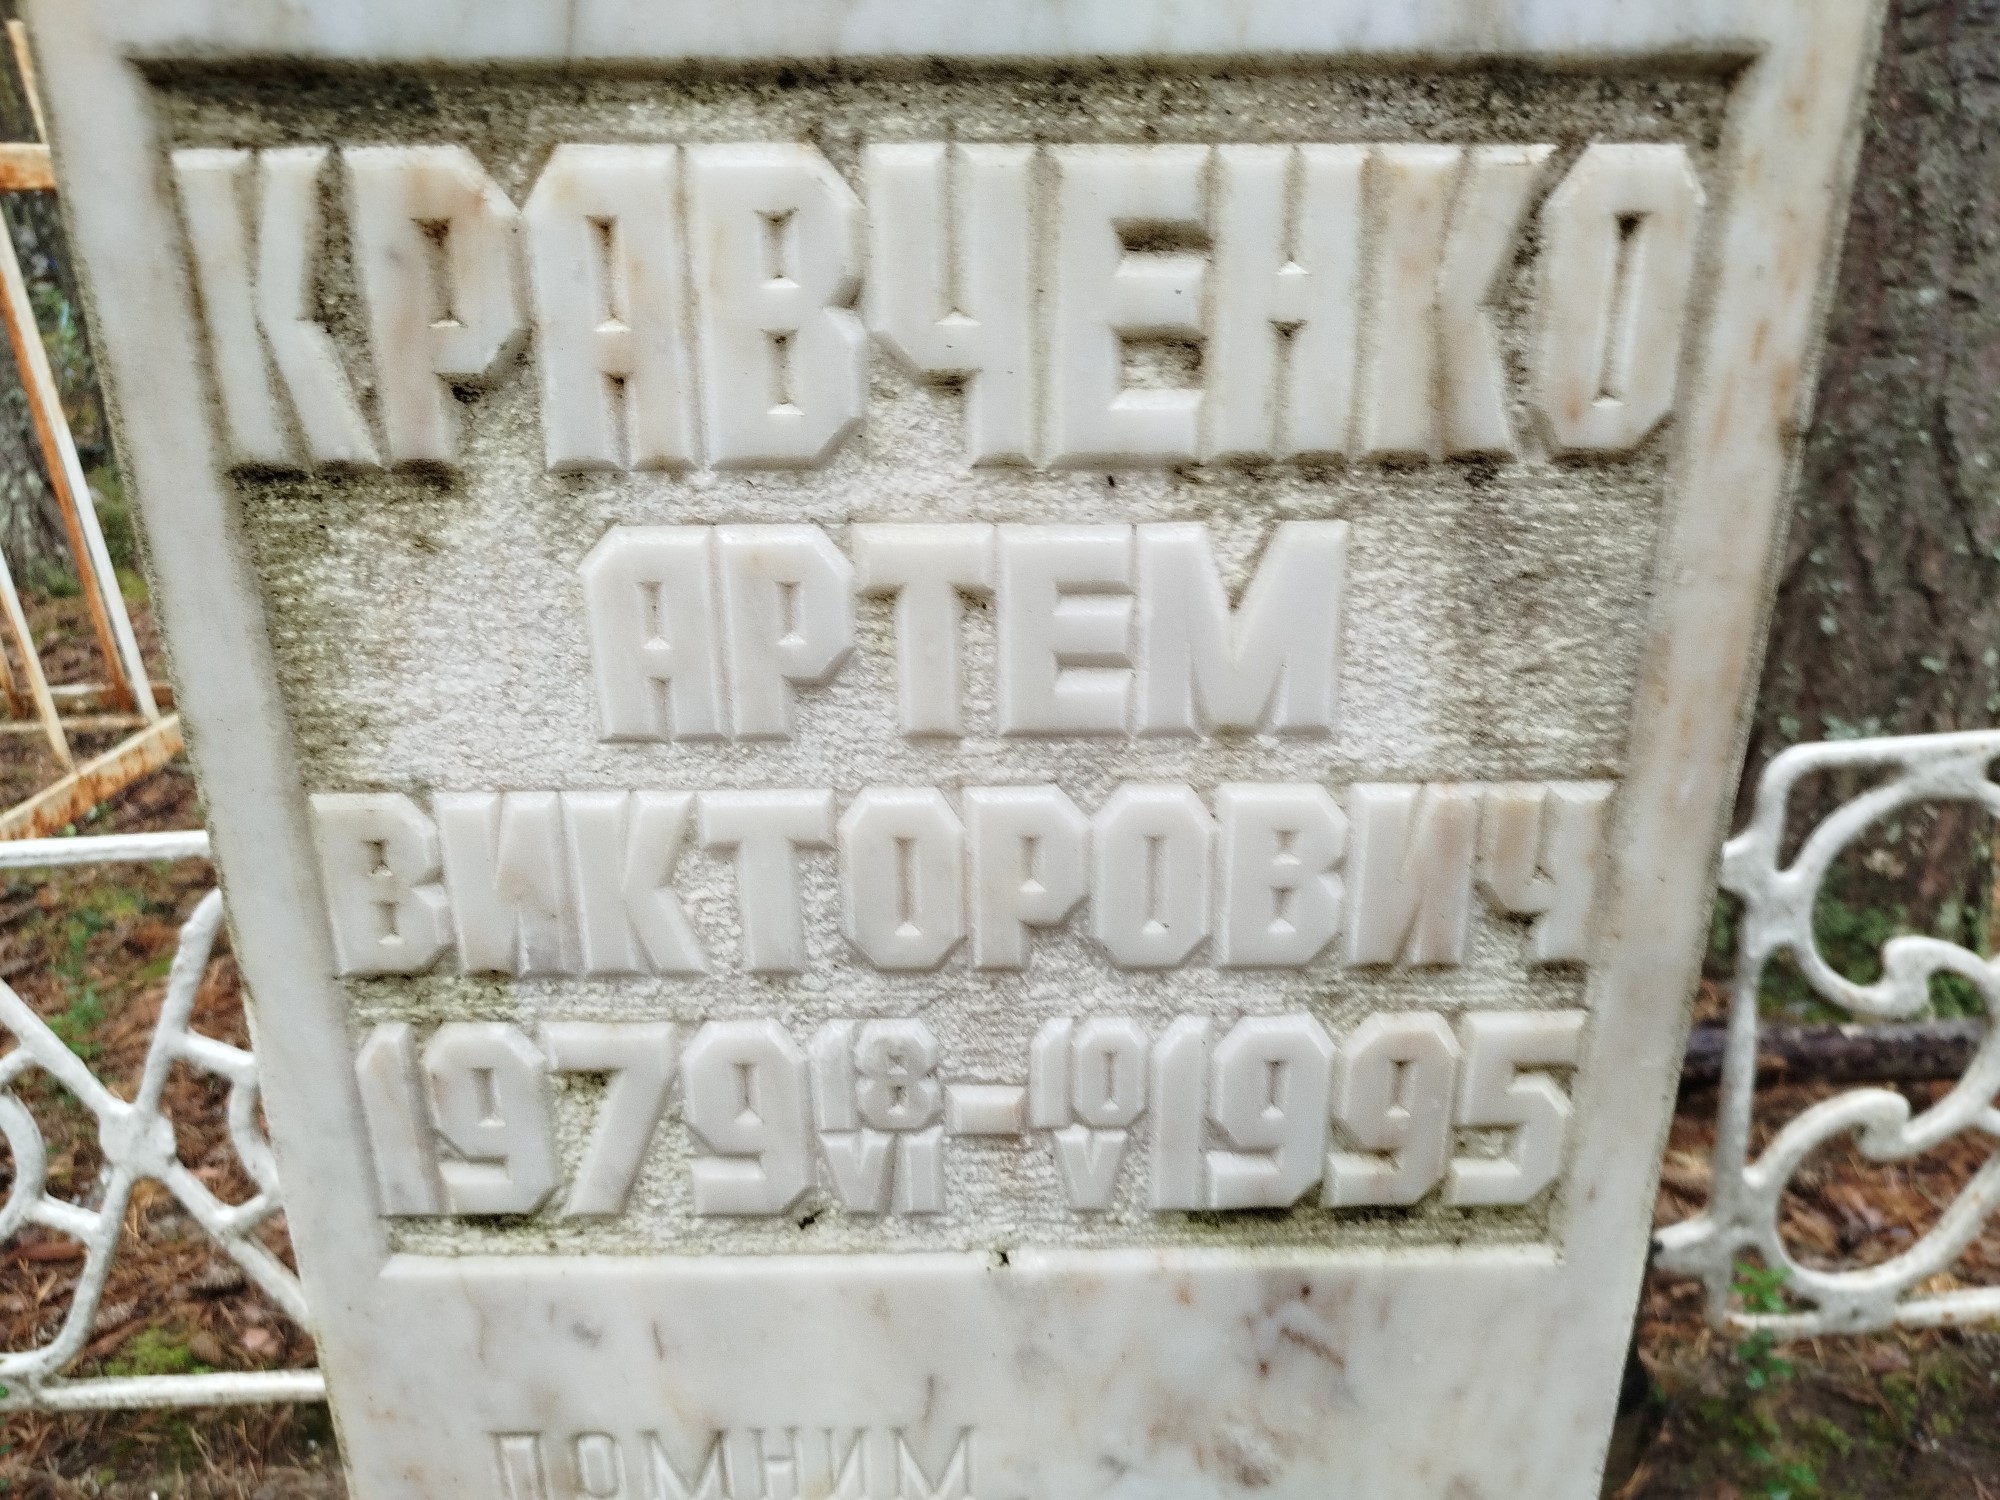 КРАВЧЕНКО
АРТЕМ
ВИКТОРОВИЧ
1979 18/VI – 10/V 1995
ПОМНИМ